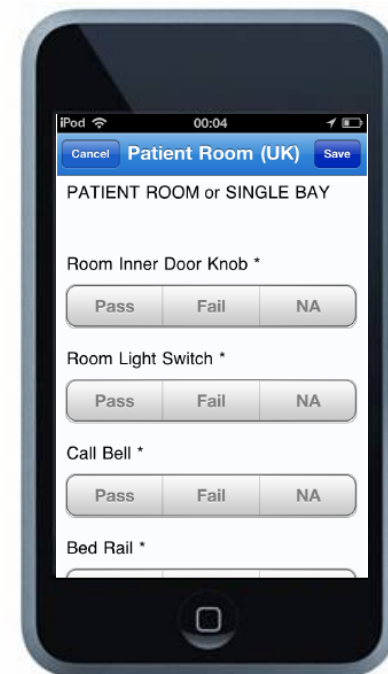 iPod 00:04
Cancel Patient Room (UK) Save
PATIENT ROOM or SINGLE BAY
Room Inner Door Knob *
Pass Fail NA
Room Light Switch *
Pass Fail NA
Call Bell *
Pass Fail NA
Bed Rail *